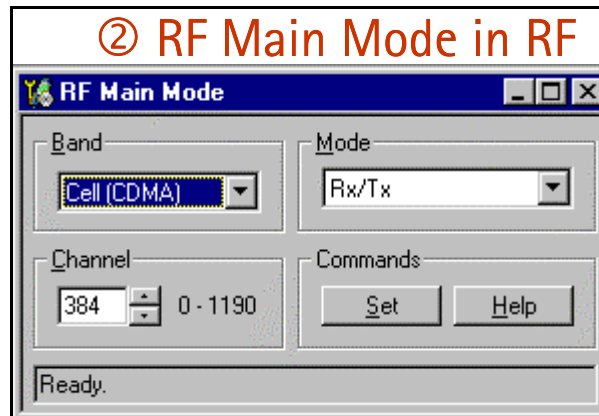 ② RF Main Mode in RF
RF Main Mode
Band
Mode
Cell (CDMA)
Rx/Tx
Channel
Commands
384 0 - 1190
Set Help
Ready.